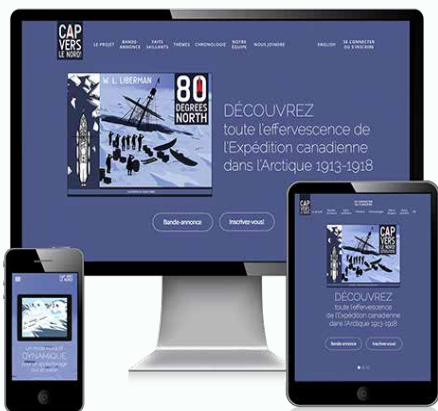 CAP
VERS
LE NORD!
LE PROJET
BANDE-
ANNONCE
FAITS
SAILLANTS
THÈMES
CHRONOLOGIE
NOTRE
ÉQUIPE
NOUS JOINDRE
ENGLISH
SE CONNECTER
OU S'INSCRIRE
W. L. LIBERMAN
80
DEGREES
NORTH
DÉCOUVREZ
toute l'effervescence de
l'Expédition canadienne
dans l'Arctique 1913-1918
Bande-annonce
Inscrivez-vous!
CAP VERS
LE NORD!
DYNAMIQUE
CAP
VERS
LE NORD!
DÉCOUVREZ
toute l'effervescence
de l'Expédition canadienne
dans l'Arctique 1913-1918
Bande-annonce
Inscrivez-vous!